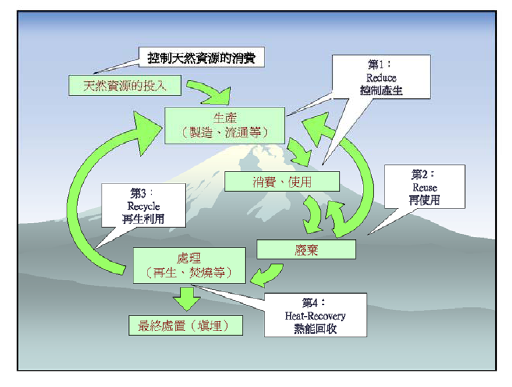 控制天然資源的消費
天然資源的投入
第1：
Reduce
控制產生
生產
（製造、流通等）
消費、使用
第2：
Reuse
再使用
第3：
Recycle
再生利用
廢棄
處理
（再生、焚燒等）
第4：
Heat-Recovery
熱能回收
最終處置（填埋）